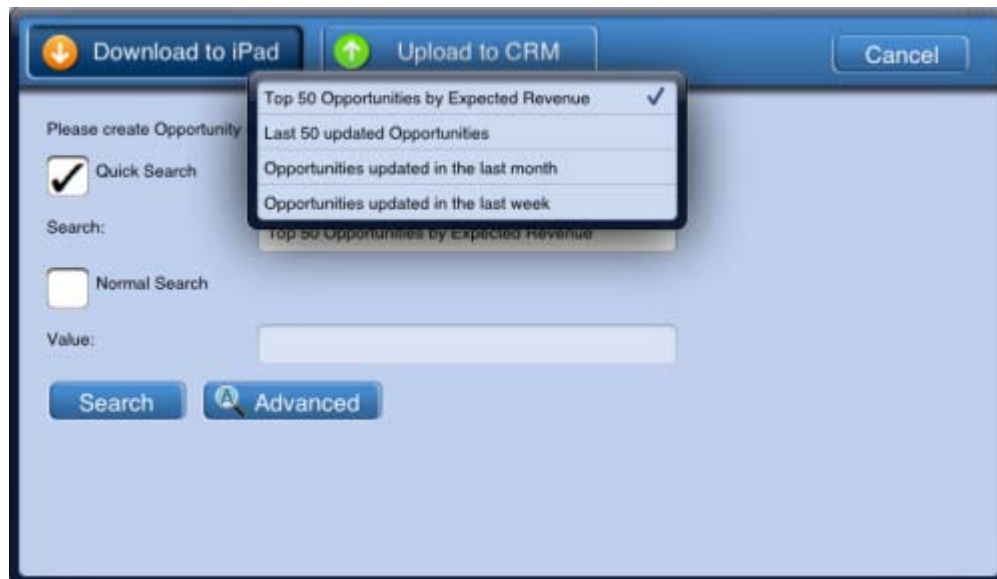 Download to iPad
Upload to CRM
Cancel
Top 50 Opportunities by Expected Revenue
Last 50 updated Opportunities
Opportunities updated in the last month
Opportunities updated in the last week
Please create Opportunity
Quick Search
Search:
Top 50 Opportunities by Expected Revenue
Normal Search
Value:
Search
Advanced